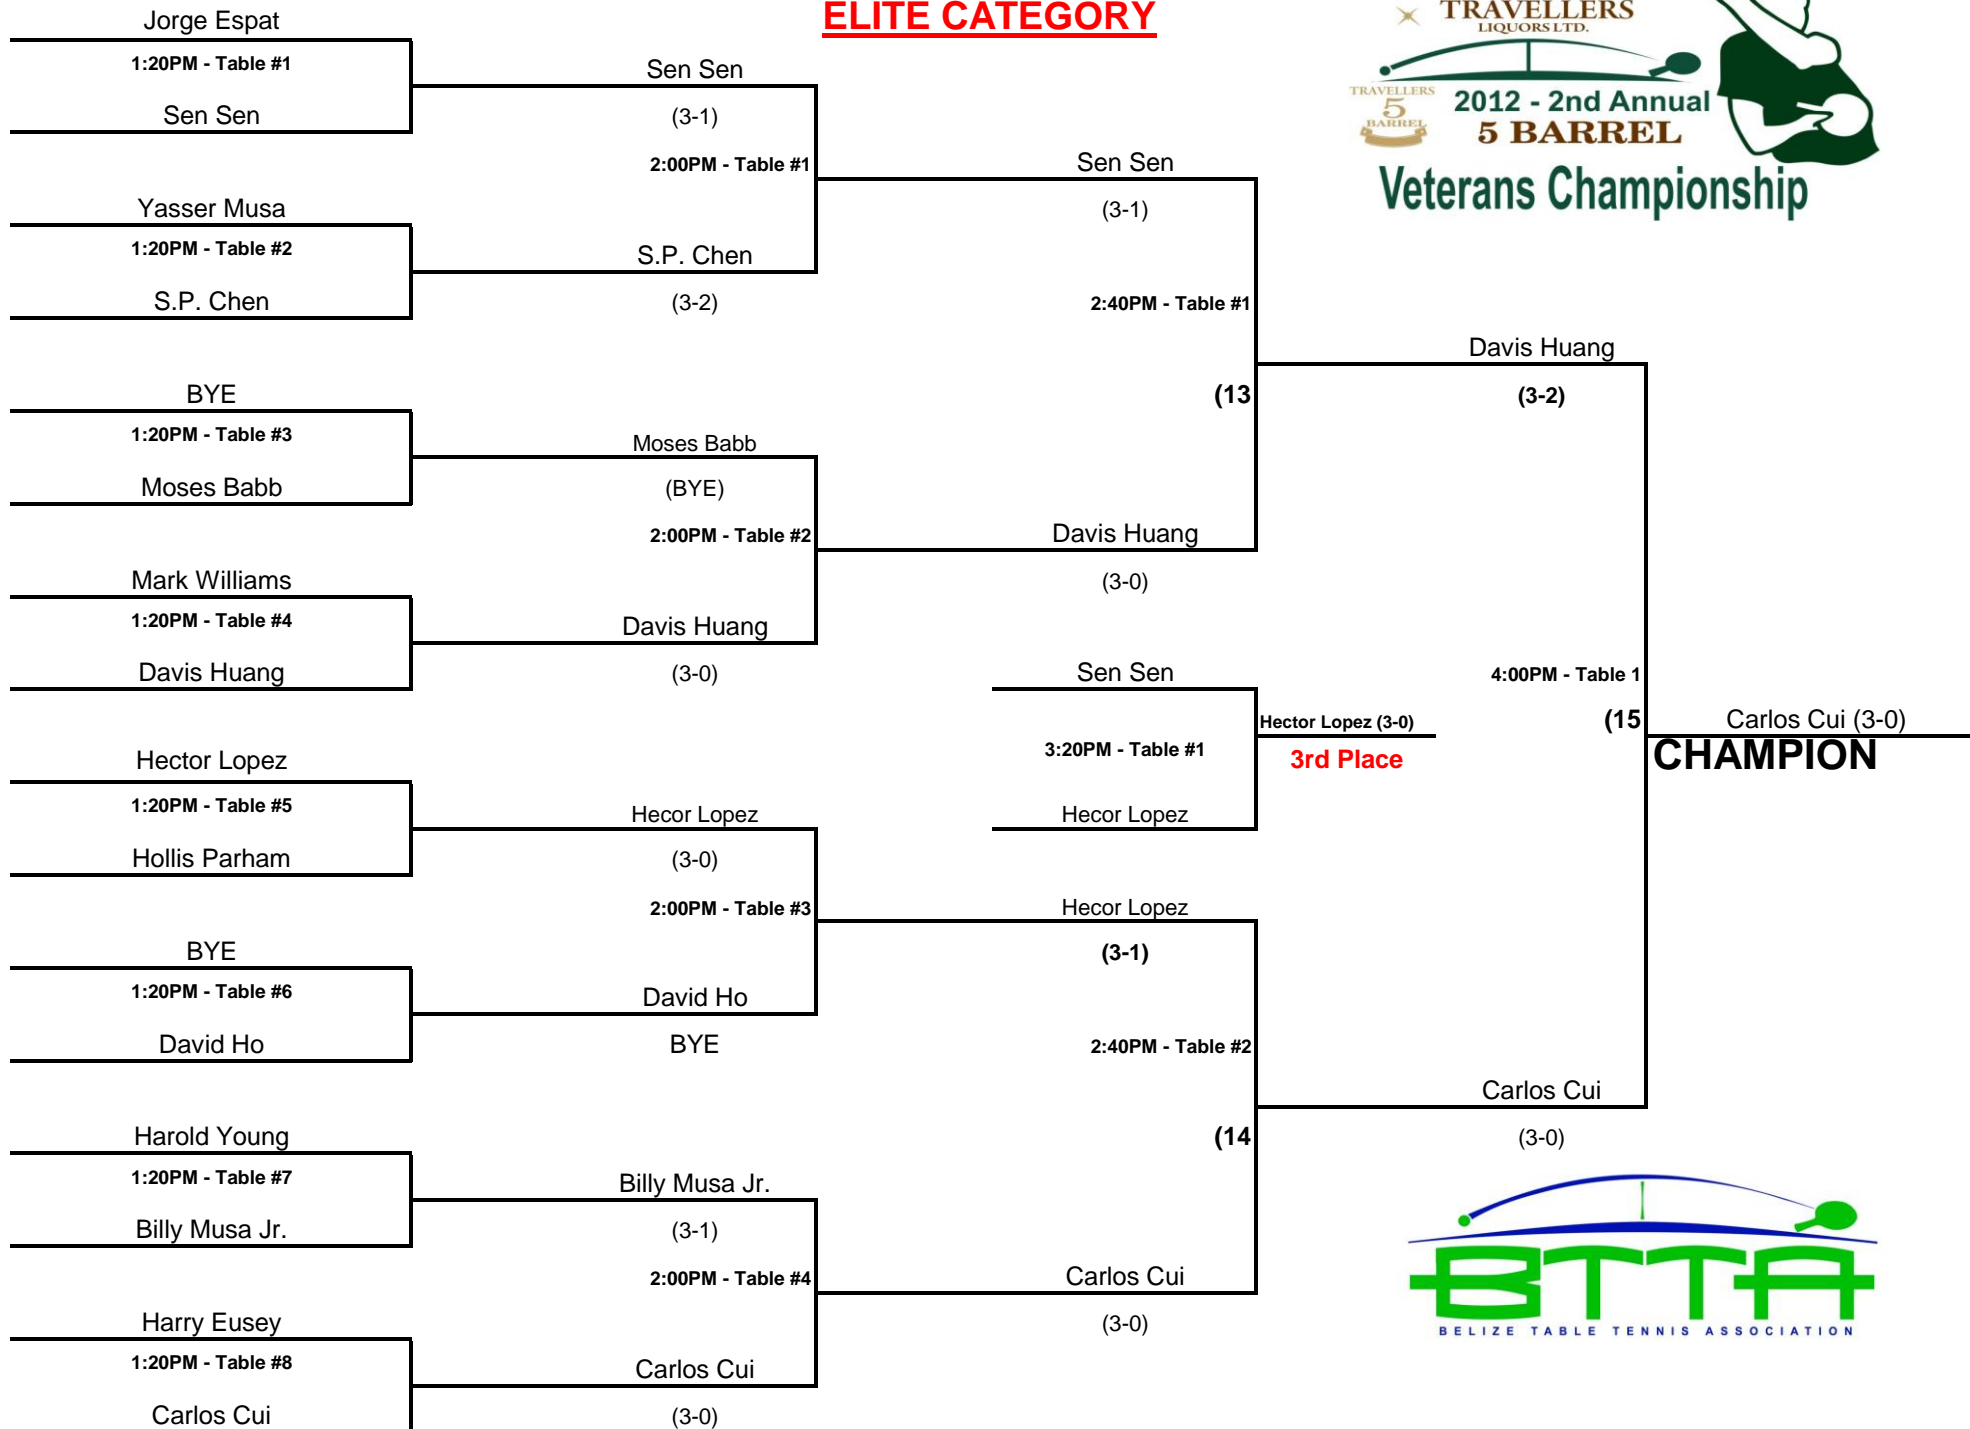 ELITE CATEGORY
TRAVELLERS
LIQUORS LTD.
TRAVELLERS
5
BARREL
2012 - 2nd Annual
5 BARREL
Veterans Championship
Jorge Espat
1:20PM - Table #1
Sen Sen
Yasser Musa
1:20PM - Table #2
S.P. Chen
BYE
1:20PM - Table #3
Moses Babb
Mark Williams
1:20PM - Table #4
Davis Huang
Hector Lopez
1:20PM - Table #5
Hollis Parham
BYE
1:20PM - Table #6
David Ho
Harold Young
1:20PM - Table #7
Billy Musa Jr.
Harry Eusey
1:20PM - Table #8
Carlos Cui
Sen Sen
(3-1)
2:00PM - Table #1
S.P. Chen
(3-2)
Moses Babb
(BYE)
2:00PM - Table #2
Davis Huang
(3-0)
Hecor Lopez
(3-0)
2:00PM - Table #3
David Ho
BYE
Billy Musa Jr.
(3-1)
2:00PM - Table #4
Carlos Cui
(3-0)
Sen Sen
(3-1)
2:40PM - Table #1
(13
Davis Huang
(3-0)
Sen Sen
3:20PM - Table #1
Hecor Lopez
Hector Lopez (3-0)
3rd Place
Hecor Lopez
(3-1)
2:40PM - Table #2
(14
Carlos Cui
(3-0)
Davis Huang
(3-2)
4:00PM - Table 1
(15
Carlos Cui
(3-0)
Carlos Cui (3-0)
CHAMPION
BTTA
BELIZE TABLE TENNIS ASSOCIATION